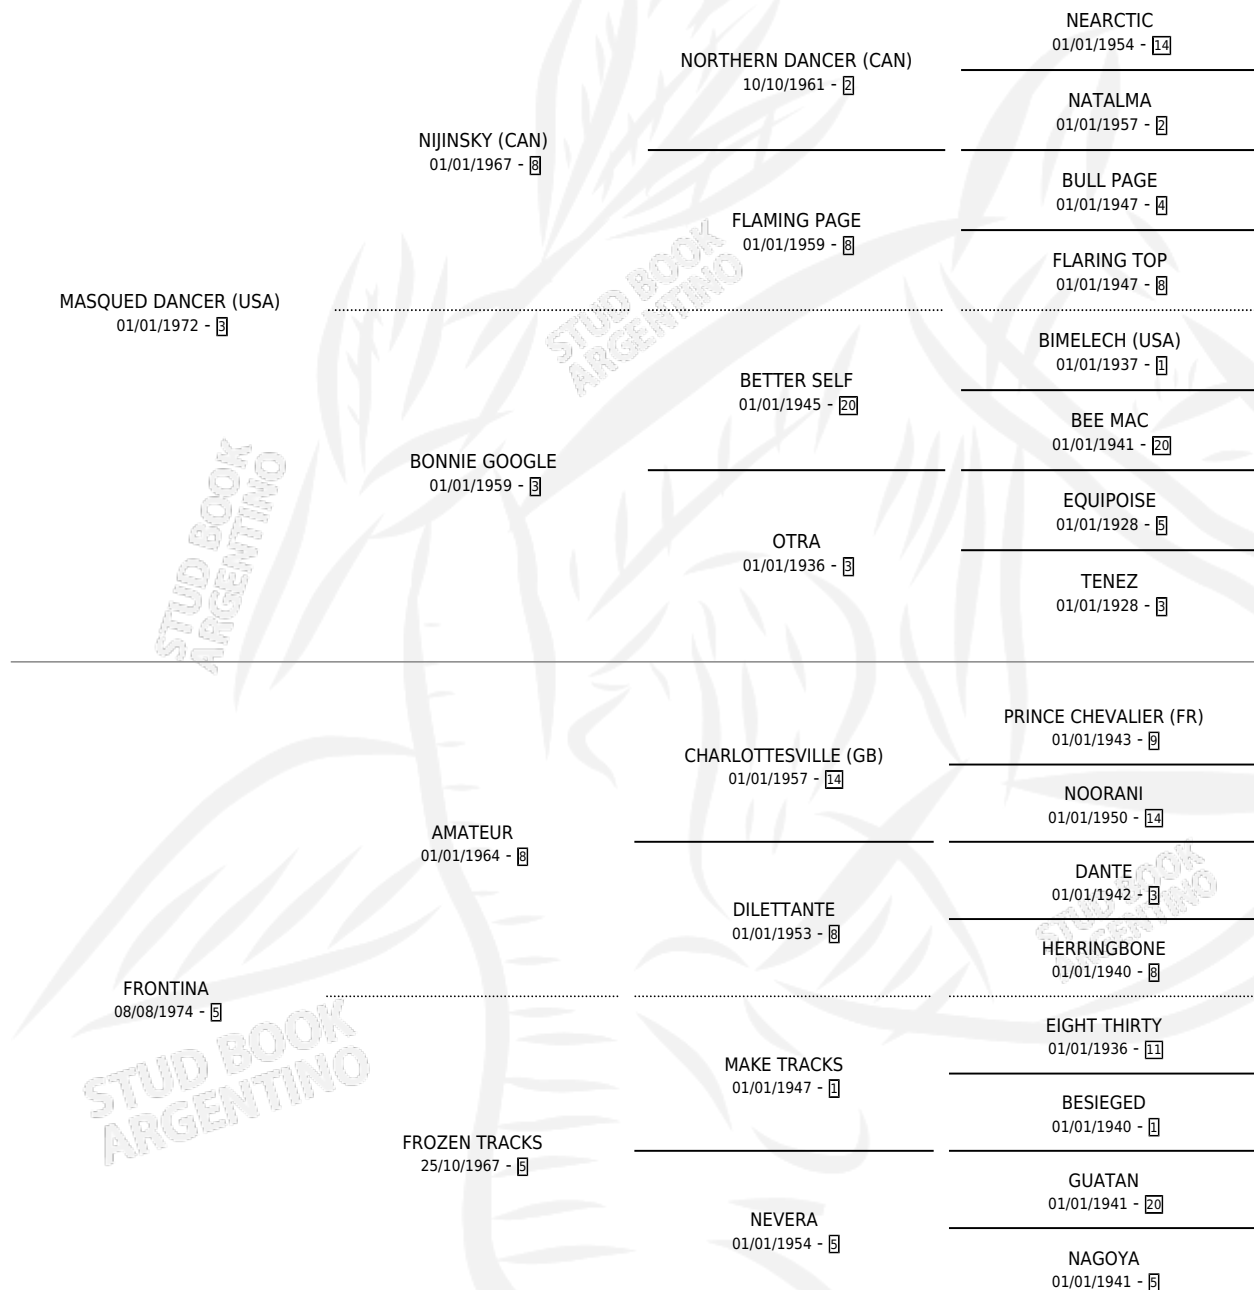 NEARCTIC
01/01/1954 - 14
NORTHERN DANCER (CAN)
10/10/1961 - 2
NATALMA
01/01/1957 - 2
NIJINSKY (CAN)
01/01/1967 - 8
BULL PAGE
01/01/1947 - 4
FLAMING PAGE
01/01/1959 - 8
FLARING TOP
01/01/1947 - 8
MASQUED DANCER (USA)
01/01/1972 - 3
BIMELECH (USA)
01/01/1937 - 1
BETTER SELF
01/01/1945 - 20
BEE MAC
01/01/1941 - 20
BONNIE GOOGLE
01/01/1959 - 3
EQUIPOISE
01/01/1928 - 5
OTRA
01/01/1936 - 3
TENEZ
01/01/1928 - 3
PRINCE CHEVALIER (FR)
01/01/1943 - 9
CHARLOTTESVILLE (GB)
01/01/1957 - 14
NOORANI
01/01/1950 - 14
AMATEUR
01/01/1964 - 8
DANTE
01/01/1942 - 3
DILETTANTE
01/01/1953 - 8
HERRINGBONE
01/01/1940 - 8
FRONTINA
08/08/1974 - 5
EIGHT THIRTY
01/01/1936 - 11
MAKE TRACKS
01/01/1947 - 1
BESIEGED
01/01/1940 - 1
FROZEN TRACKS
25/10/1967 - 5
GUATAN
01/01/1941 - 20
NEVERA
01/01/1954 - 5
NAGOYA
01/01/1941 - 5
STUD BOOK
ARGENTINO
STUD BOOK
ARGENTINO
STUD BOOK
ARGENTINO
STUD BOOK
ARGENTINO